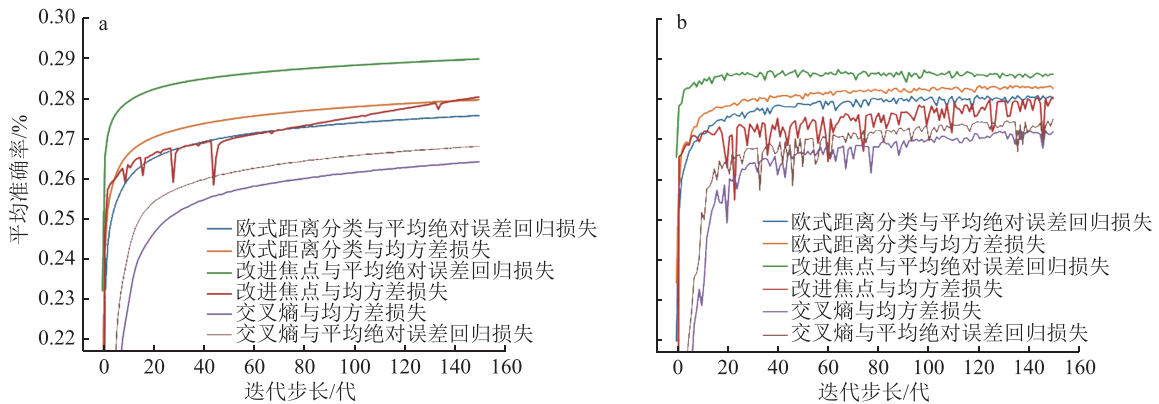 a
平均准确率/%
0.30
0.29
0.28
0.27
0.26
0.25
0.24
0.23
0.22
欧式距离分类与平均绝对误差回归损失
欧式距离分类与均方差损失
改进焦点与平均绝对误差回归损失
改进焦点与均方差损失
交叉熵与均方差损失
交叉熵与平均绝对误差回归损失
0 20 40 60 80 100 120 140 160
迭代步长/代
b
欧式距离分类与平均绝对误差回归损失
欧式距离分类与均方差损失
改进焦点与平均绝对误差回归损失
改进焦点与均方差损失
交叉熵与均方差损失
交叉熵与平均绝对误差回归损失
0 20 40 60 80 100 120 140 160
迭代步长/代